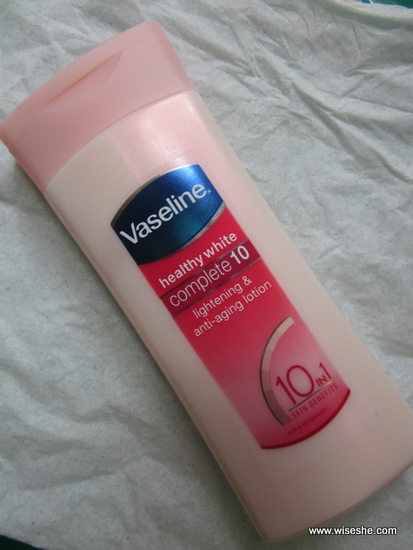 Vaseline®
healthy white
complete 10
lightening &
anti-aging lotion
10 IN 1
SKIN BENEFITS
www.wiseshe.com